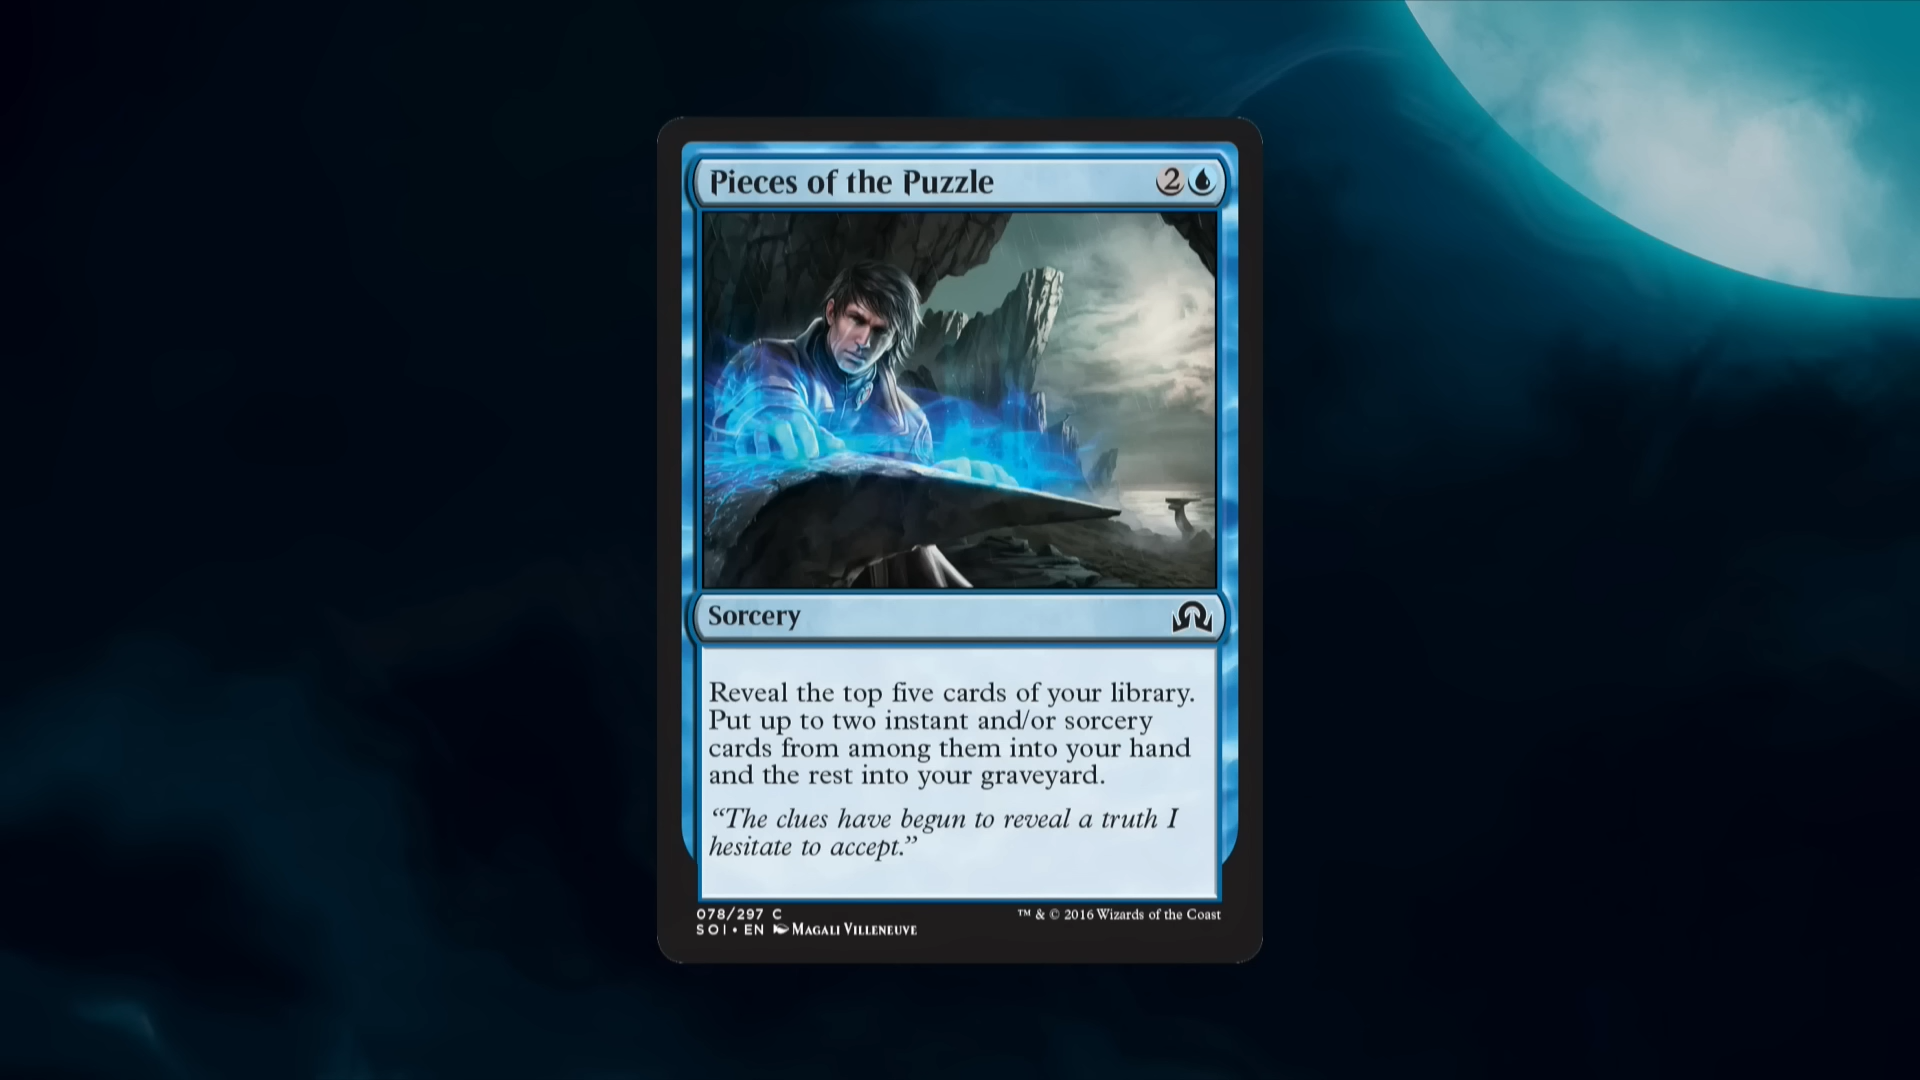 Pieces of the Puzzle 2
Sorcery
Reveal the top five cards of your library.
Put up to two instant and/or sorcery
cards from among them into your hand
and the rest into your graveyard.
“The clues have begun to reveal a truth I
hesitate to accept.”
078/297 C
SOI • EN Magali Villeneuve
™ & © 2016 Wizards of the Coast